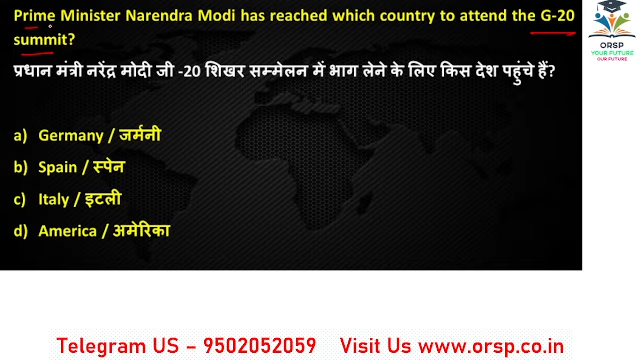 Prime Minister Narendra Modi has reached which country to attend the G-20
summit?
प्रधान मंत्री नरेंद्र मोदी जी -20 शिखर सम्मेलन में भाग लेने के लिए किस देश पहुंचे हैं?
a) Germany / जर्मनी
b) Spain / स्पेन
c) Italy / इटली
d) America / अमेरिका
ORSP
YOUR FUTURE
OUR FUTURE
Telegram US – 9502052059 Visit Us www.orsp.co.in